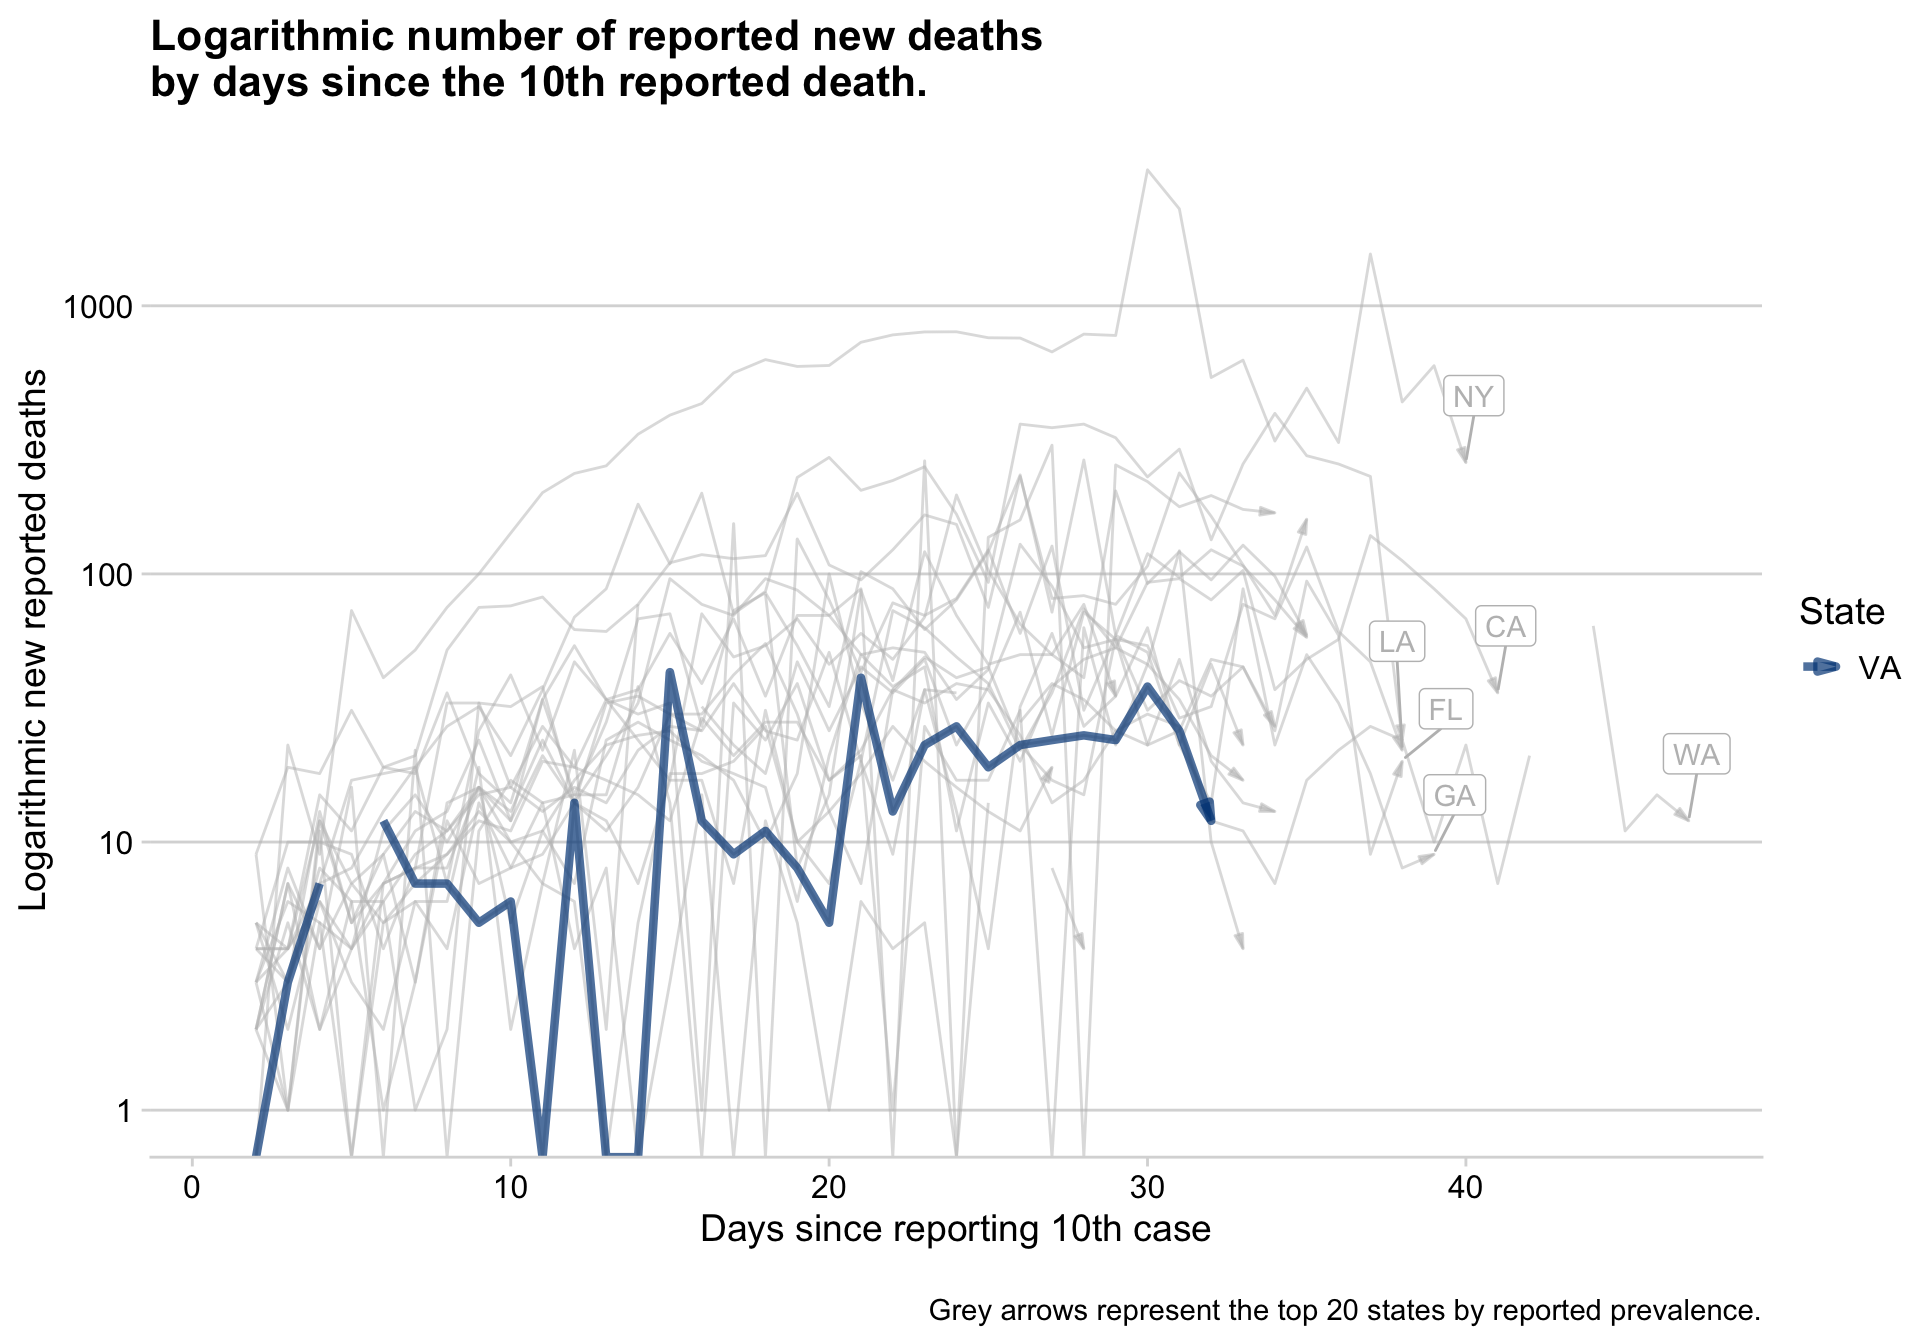 Logarithmic number of reported new deaths
by days since the 10th reported death.
Logarithmic new reported deaths
1000
100
10
1
NY
CA
LA
FL
WA
GA
State
VA
0 10 20 30 40
Days since reporting 10th case
Grey arrows represent the top 20 states by reported prevalence.